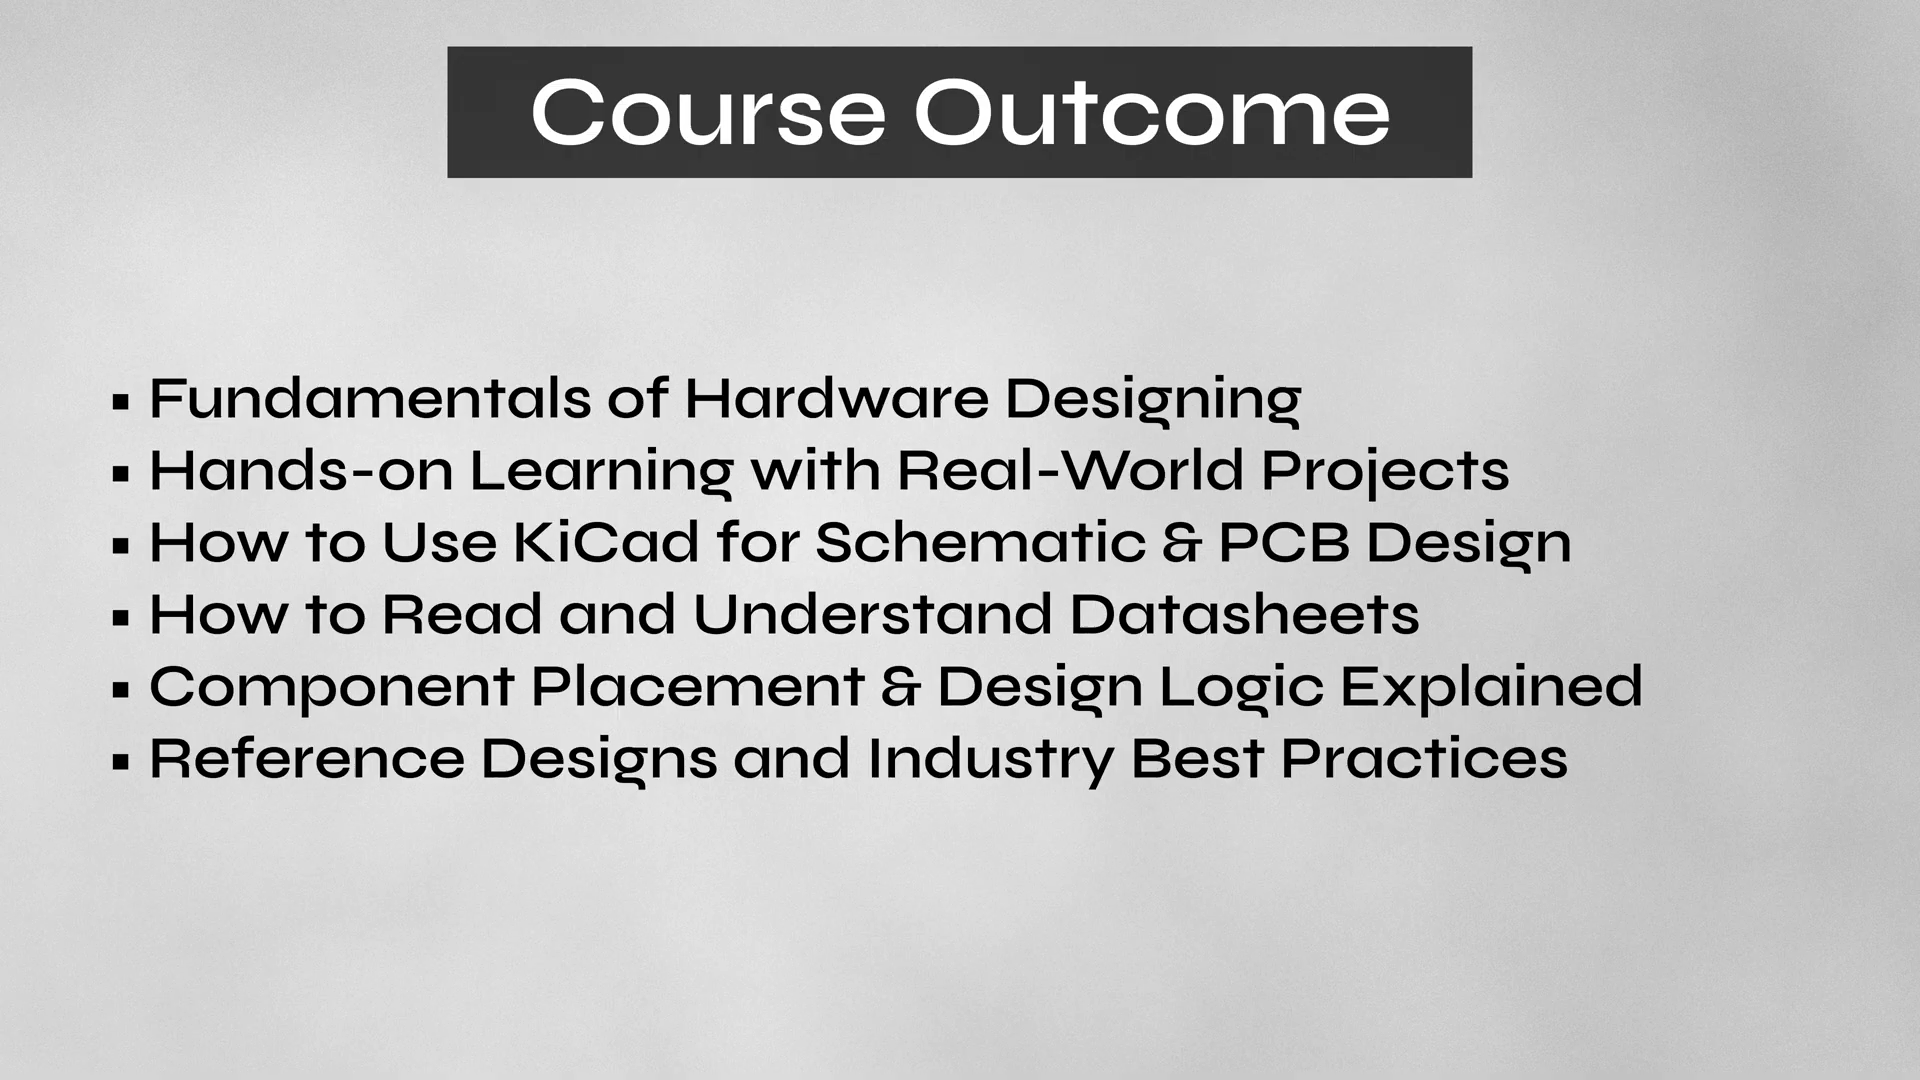 Course Outcome
▪ Fundamentals of Hardware Designing
▪ Hands-on Learning with Real-World Projects
▪ How to Use KiCad for Schematic & PCB Design
▪ How to Read and Understand Datasheets
▪ Component Placement & Design Logic Explained
▪ Reference Designs and Industry Best Practices